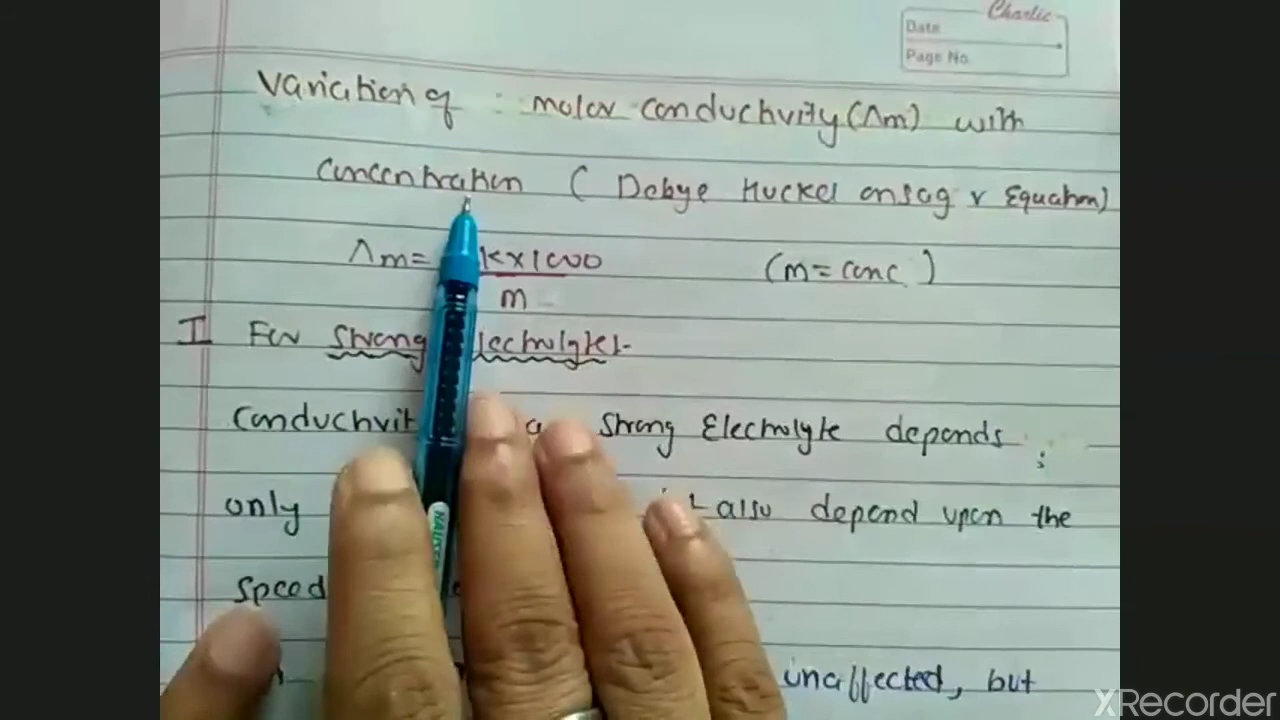 Charlie
Date
Page No.
Variation of : molar conductivity (Λm) with
Concentration ( Debye Huckel onsag r Equation)
Λm = K×1000
m
(m = conc )
I For Strong Electrolytes-
Conductivit a Strong Electrolyte depends ;
only also depend upon the
speed
unaffected, but
XRecorder